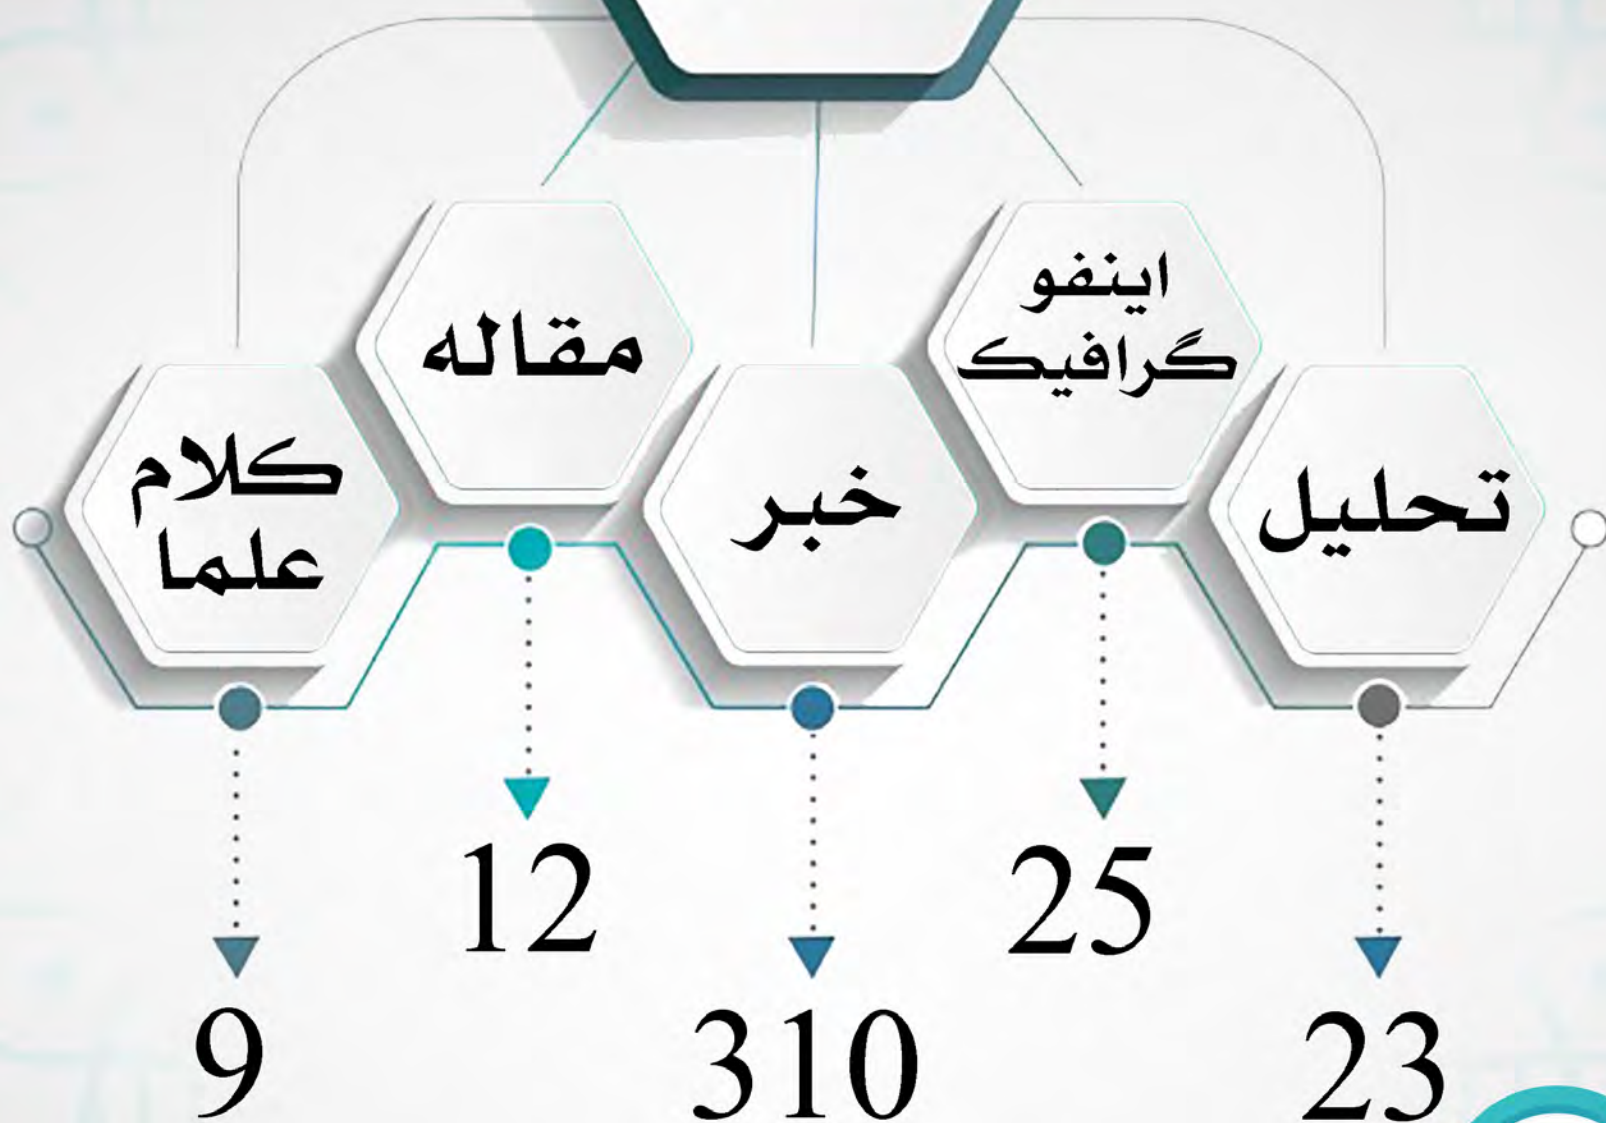 اینفو
گرافیک
مقاله
تحلیل
خبر
کلام
علما
25
12
23
310
9